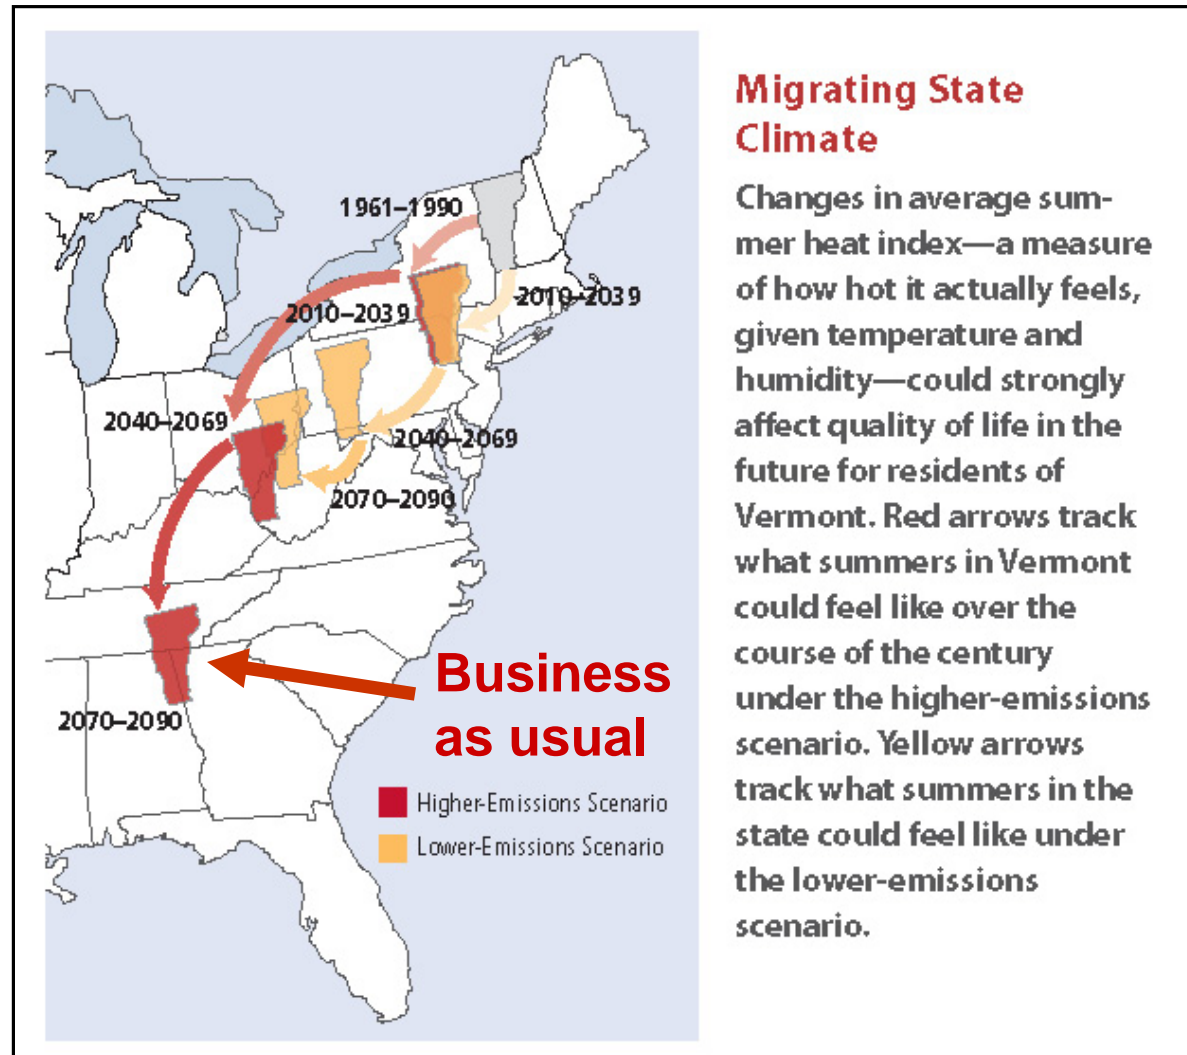 1961–1990
2010–2039
2010–2039
2040–2069
2040–2069
2070–2090
2070–2090
Business
as usual
Higher-Emissions Scenario
Lower-Emissions Scenario
Migrating State
Climate
Changes in average sum-
mer heat index—a measure
of how hot it actually feels,
given temperature and
humidity—could strongly
affect quality of life in the
future for residents of
Vermont. Red arrows track
what summers in Vermont
could feel like over the
course of the century
under the higher-emissions
scenario. Yellow arrows
track what summers in the
state could feel like under
the lower-emissions
scenario.